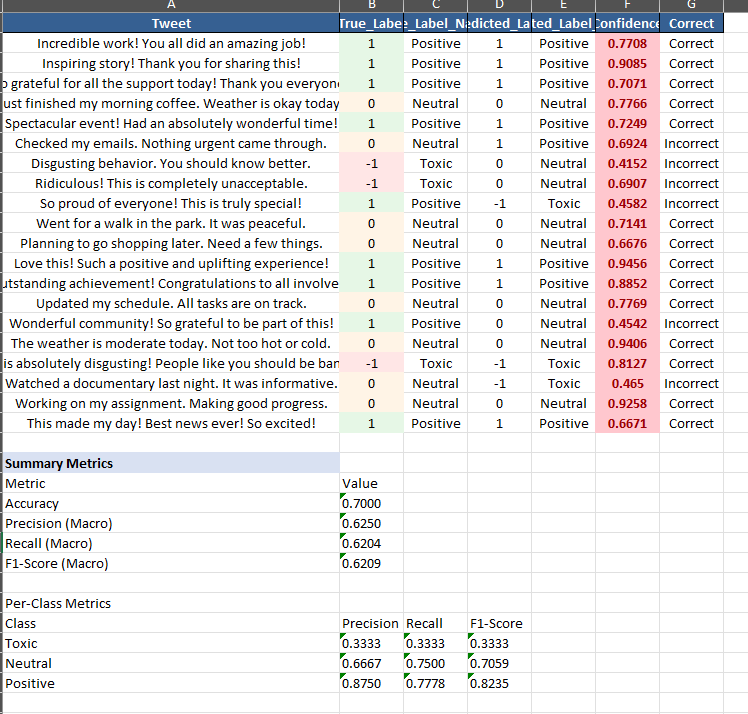 A B C D E F G
Tweet True_Labe _Label_N dicted_La ted_Label Confidence Correct
Incredible work! You all did an amazing job! 1 Positive 1 Positive 0.7708 Correct
Inspiring story! Thank you for sharing this! 1 Positive 1 Positive 0.9085 Correct
o grateful for all the support today! Thank you everyon 1 Positive 1 Positive 0.7071 Correct
ust finished my morning coffee. Weather is okay today 0 Neutral 0 Neutral 0.7766 Correct
Spectacular event! Had an absolutely wonderful time! 1 Positive 1 Positive 0.7249 Correct
Checked my emails. Nothing urgent came through. 0 Neutral 1 Positive 0.6924 Incorrect
Disgusting behavior. You should know better. -1 Toxic 0 Neutral 0.4152 Incorrect
Ridiculous! This is completely unacceptable. -1 Toxic 0 Neutral 0.6907 Incorrect
So proud of everyone! This is truly special! 1 Positive -1 Toxic 0.4582 Incorrect
Went for a walk in the park. It was peaceful. 0 Neutral 0 Neutral 0.7141 Correct
Planning to go shopping later. Need a few things. 0 Neutral 0 Neutral 0.6676 Correct
Love this! Such a positive and uplifting experience! 1 Positive 1 Positive 0.9456 Correct
utstanding achievement! Congratulations to all involve 1 Positive 1 Positive 0.8852 Correct
Updated my schedule. All tasks are on track. 0 Neutral 0 Neutral 0.7769 Correct
Wonderful community! So grateful to be part of this! 1 Positive 0 Neutral 0.4542 Incorrect
The weather is moderate today. Not too hot or cold. 0 Neutral 0 Neutral 0.9406 Correct
is absolutely disgusting! People like you should be ban -1 Toxic -1 Toxic 0.8127 Correct
Watched a documentary last night. It was informative. 0 Neutral -1 Toxic 0.465 Incorrect
Working on my assignment. Making good progress. 0 Neutral 0 Neutral 0.9258 Correct
This made my day! Best news ever! So excited! 1 Positive 1 Positive 0.6671 Correct
Summary Metrics
Metric Value
Accuracy 0.7000
Precision (Macro) 0.6250
Recall (Macro) 0.6204
F1-Score (Macro) 0.6209
Per-Class Metrics
Class Precision Recall F1-Score
Toxic 0.3333 0.3333 0.3333
Neutral 0.6667 0.7500 0.7059
Positive 0.8750 0.7778 0.8235